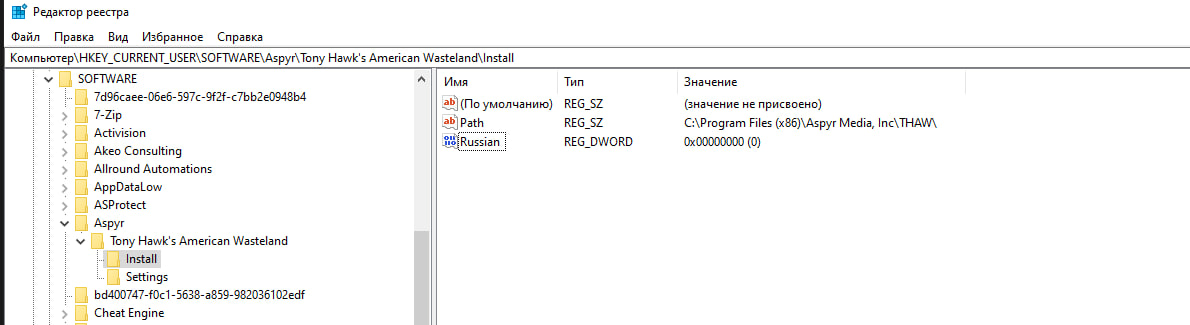 Редактор реестра
Файл Правка Вид Избранное Справка
Компьютер\HKEY_CURRENT_USER\SOFTWARE\Aspyr\Tony Hawk's American Wasteland\Install
SOFTWARE
7d96caee-06e6-597c-9f2f-c7bb2e0948b4
7-Zip
Activision
Akeo Consulting
Allround Automations
AppDataLow
ASProtect
Aspyr
Tony Hawk's American Wasteland
Install
Settings
bd400747-f0c1-5638-a859-982036102edf
Cheat Engine
Имя Тип Значение
(По умолчанию) REG_SZ (значение не присвоено)
Path REG_SZ C:\Program Files (x86)\Aspyr Media, Inc\THAW\
Russian REG_DWORD 0x00000000 (0)